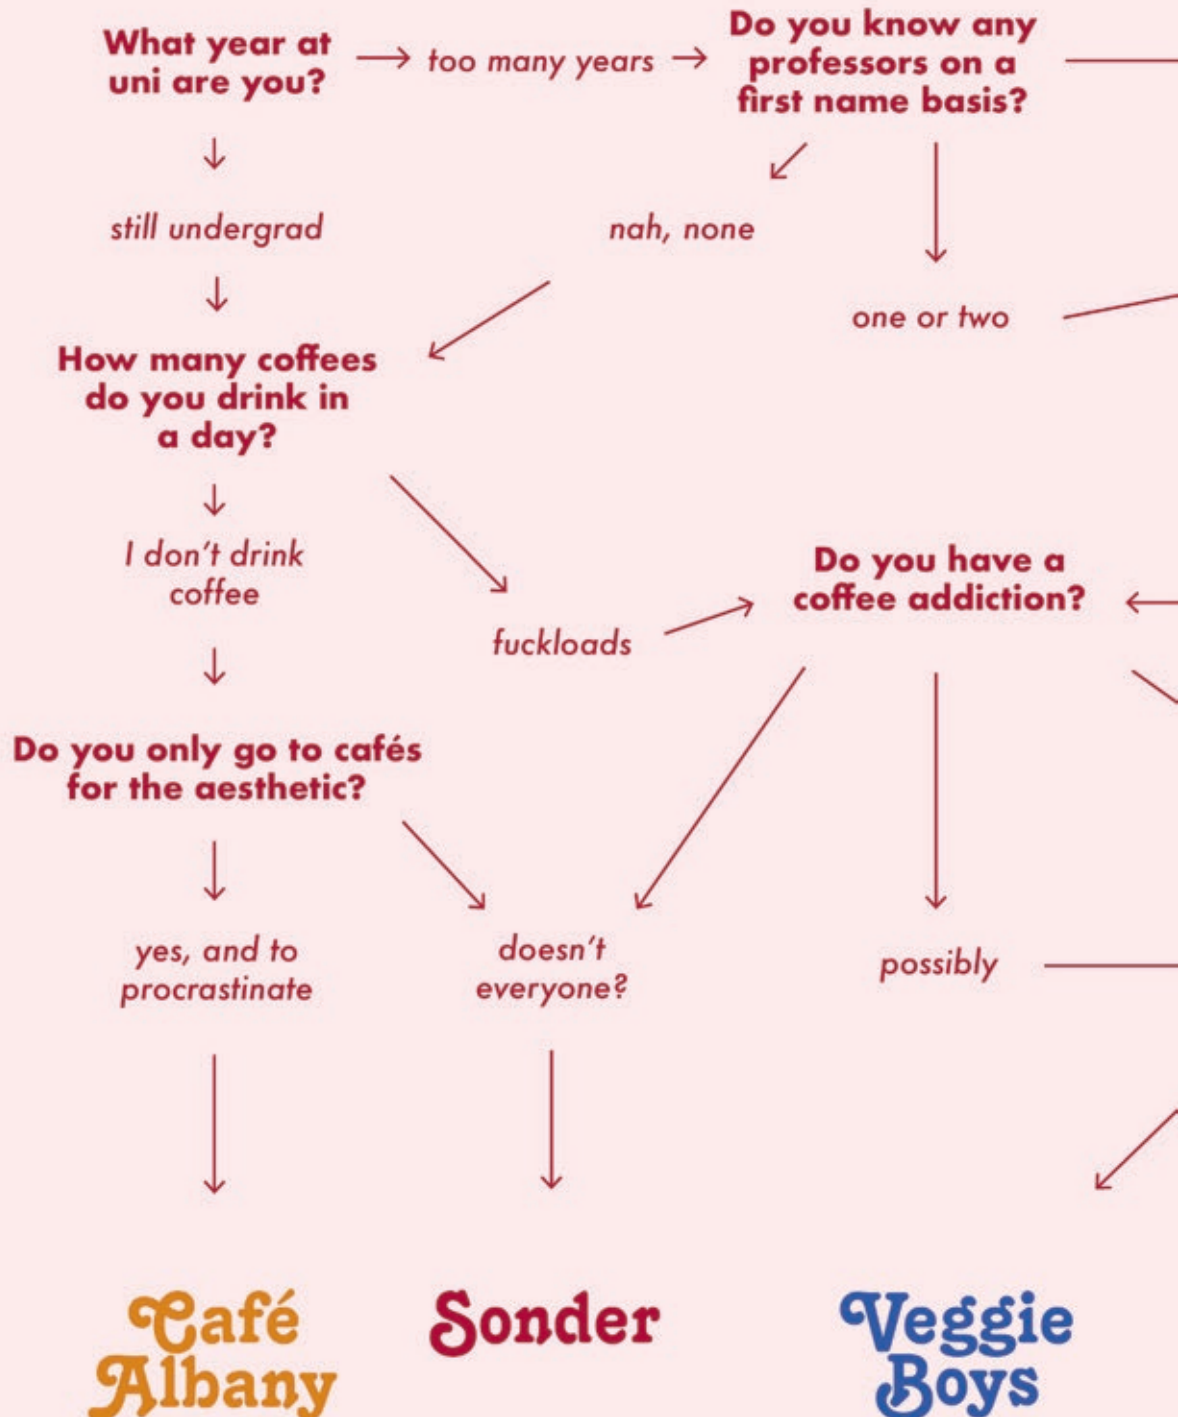 What year at
uni are you?
too many years
Do you know any
professors on a
first name basis?
still undergrad
nah, none
one or two
How many coffees
do you drink in
a day?
I don't drink
coffee
fuckloads
Do you have a
coffee addiction?
Do you only go to cafés
for the aesthetic?
yes, and to
procrastinate
doesn't
everyone?
possibly
Café
Albany
Sonder
Veggie
Boys